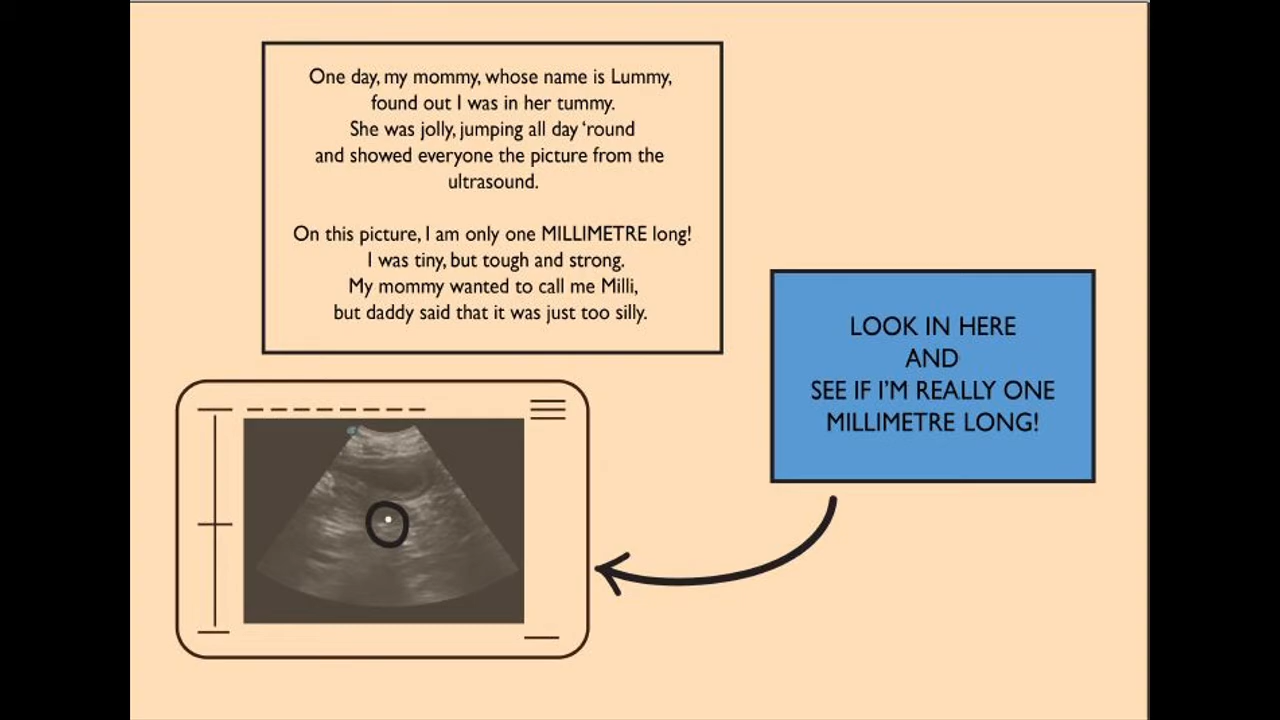 One day, my mommy, whose name is Lummy,
found out I was in her tummy.
She was jolly, jumping all day ‘round
and showed everyone the picture from the
ultrasound.
On this picture, I am only one MILLIMETRE long!
I was tiny, but tough and strong.
My mommy wanted to call me Milli,
but daddy said that it was just too silly.
LOOK IN HERE
AND
SEE IF I’M REALLY ONE
MILLIMETRE LONG!